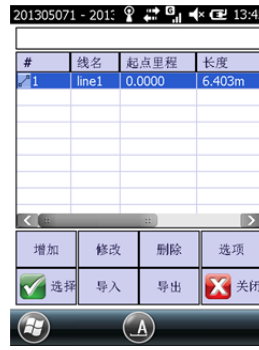 201305071 - 2013 13:4
# 线名 起点里程 长度
1 line1 0.0000 6.403m
增加 修改 删除 选项
选择 导入 导出 关闭
A